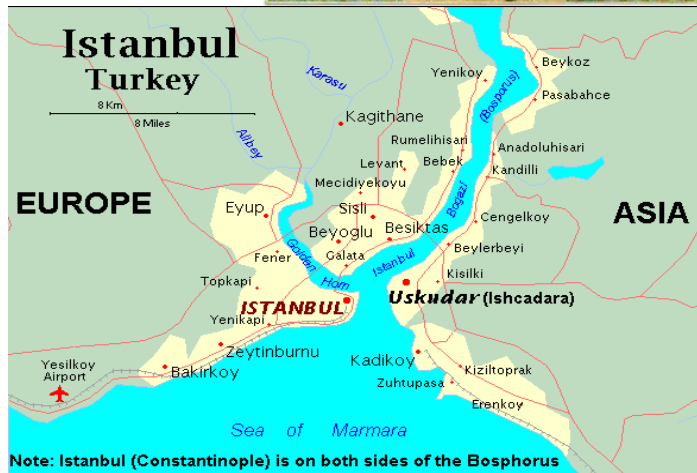 Istanbul
Turkey
8 Km
8 Miles
Karasu
Alibey
Kagithane
Yenikoy
Beykoz
Pasabahce
(Bosporus)
Rumelihisari
Anadoluhisari
Levant
Bebek
Kandilli
Mecidiyekoyu
EUROPE
Eyup
Sisli
Bogazi
Cengelkoy
ASIA
Beyoglu
Besiktas
Fener
Golden Horn
Galata
Istanbul
Beylerbeyi
Topkapi
Kisilki
ISTANBUL
Uskudar (Ishcadara)
Yenikapi
Zeytinburnu
Kadikoy
Yesilkoy
Airport
Bakirkoy
Kiziltoprak
Zuhtupasa
Erenkoy
Sea of Marmara
Note: Istanbul (Constantinople) is on both sides of the Bosphorus